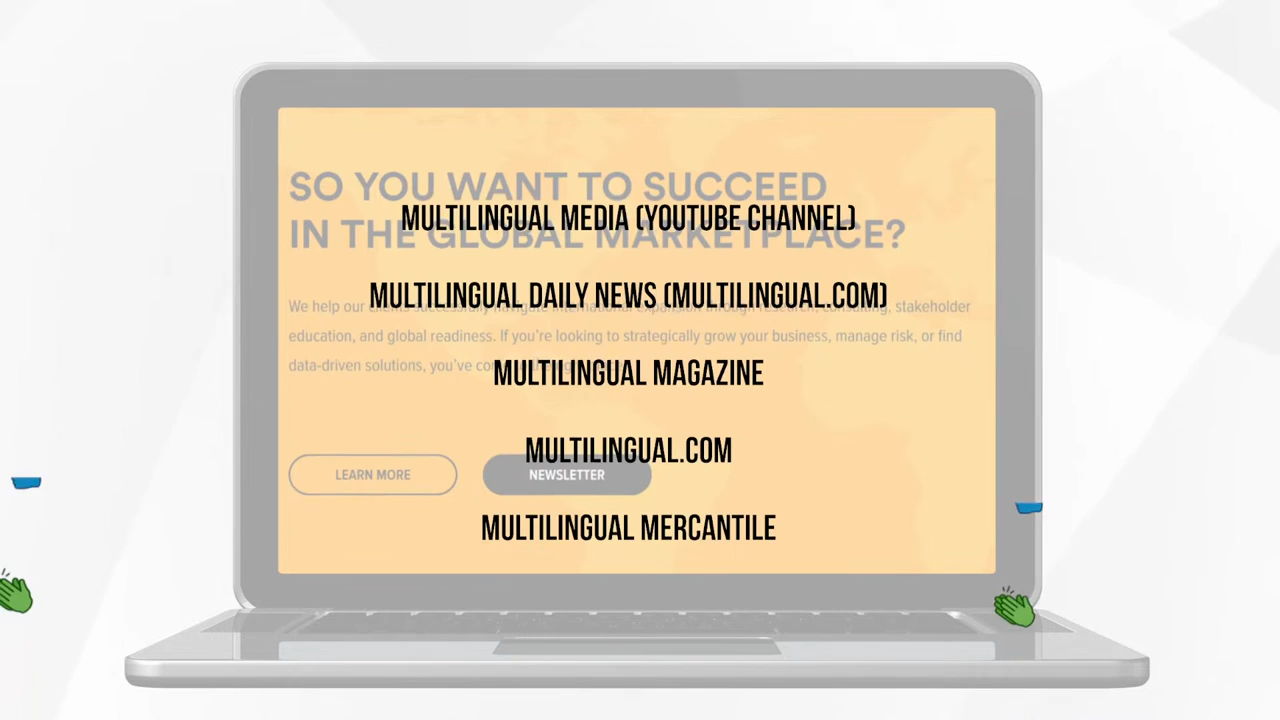 SO YOU WANT TO SUCCEED
MULTILINGUAL MEDIA (YOUTUBE CHANNEL)
IN THE GLOBAL MARKETPLACE?
MULTILINGUAL DAILY NEWS (MULTILINGUAL.COM)
We help our clients successfully navigate international expansion through research, consulting, stakeholder
education, and global readiness. If you're looking to strategically grow your business, manage risk, or find
data-driven solutions, you've
MULTILINGUAL MAGAZINE
MULTILINGUAL.COM
LEARN MORE
NEWSLETTER
MULTILINGUAL MERCANTILE